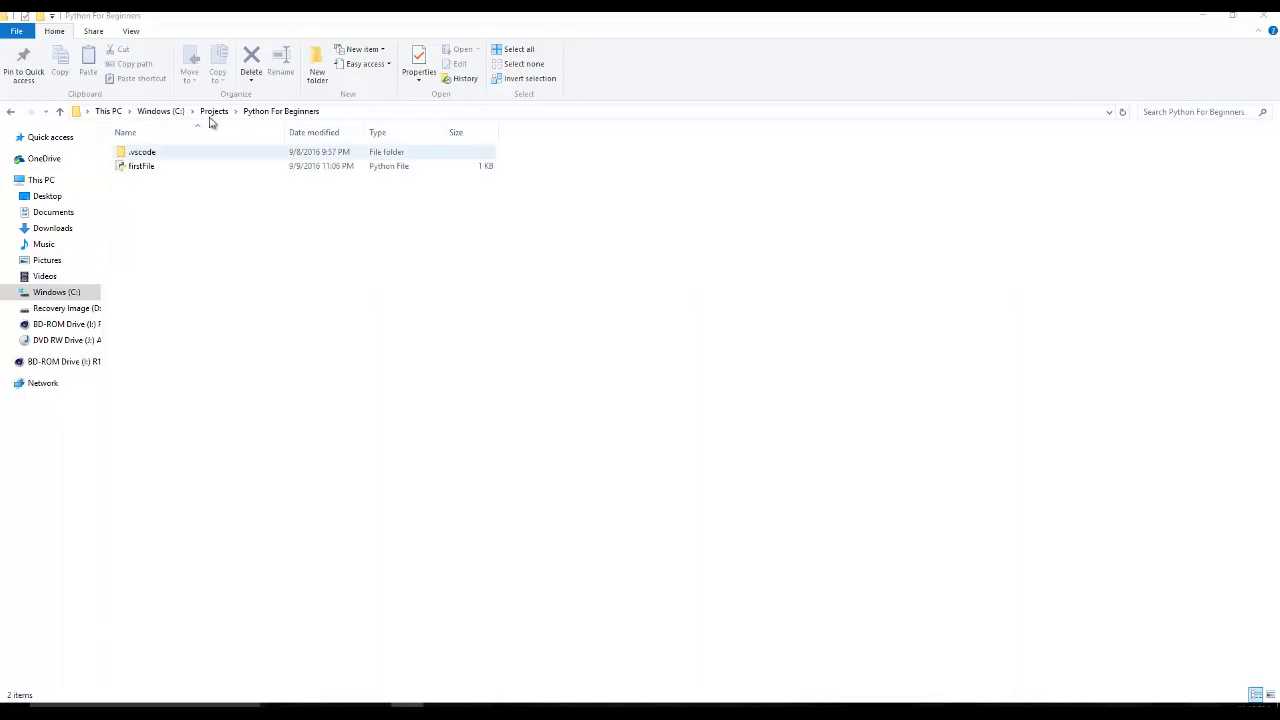 Python For Beginners
File Home Share View
Pin to Quick access
Copy
Paste
Cut
Copy path
Paste shortcut
Move to
Copy to
Delete
Rename
New folder
New item
Easy access
Properties
Open
Edit
History
Select all
Select none
Invert selection
Clipboard Organize New Open Select
This PC Windows (C:) Projects Python For Beginners Search Python For Beginners
Name Date modified Type Size
.vscode 9/8/2016 9:57 PM File folder
firstFile 9/9/2016 11:06 PM Python File 1 KB
Quick access
OneDrive
This PC
Desktop
Documents
Downloads
Music
Pictures
Videos
Windows (C:)
Recovery Image (D:
BD-ROM Drive (I:) F
DVD RW Drive (J:) A
BD-ROM Drive (I:) R1
Network
2 items